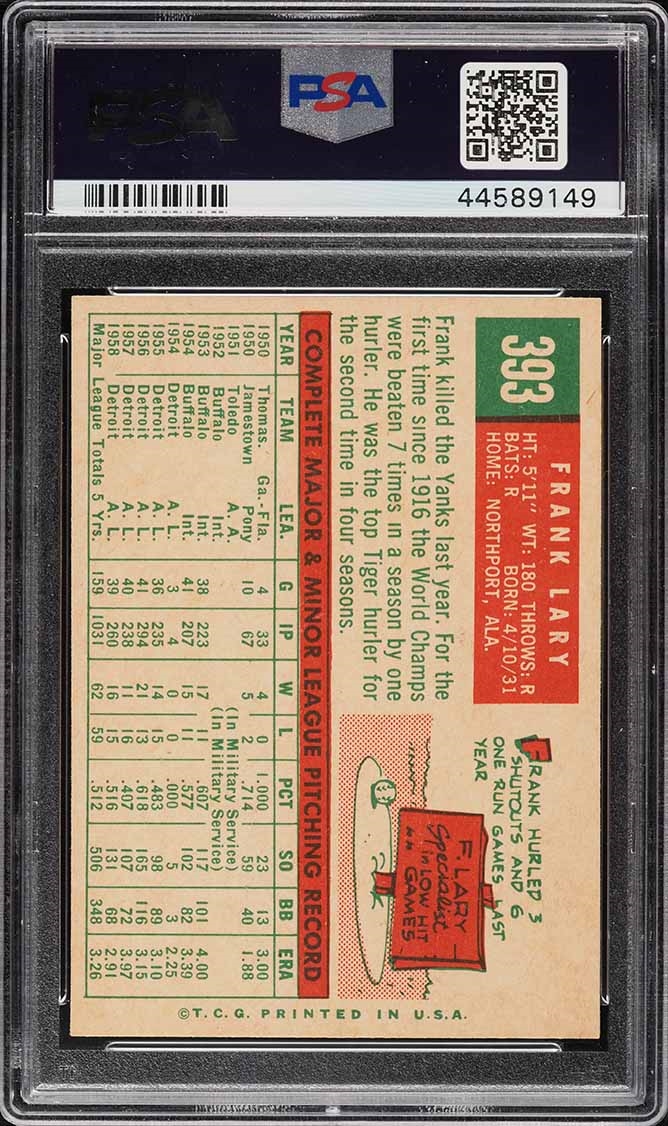 PSA
PSA
44589149
393
FRANK LARY
HT: 5'11" WT: 180 THROWS: R
BATS: R BORN: 4/10/31
HOME: NORTHPORT, ALA.
FRANK HURLED 3
SHUTOUTS AND 6
ONE RUN GAMES LAST
YEAR
Frank killed the Yanks last year. For the
first time since 1916 the World Champs
were beaten 7 times in a season by one
hurler. He was the top Tiger hurler for
the second time in four seasons.
F. LARY
Specialist
in LOW HIT
GAMES
COMPLETE MAJOR & MINOR LEAGUE PITCHING RECORD
YEAR TEAM LEA. G IP W L PCT SO BB ERA
1950 Thomas. Ga.-Fla. 4 33 4 0 1.000 23 13 3.00
1950 Jamestown Pony 10 67 5 2 .714 59 40 1.88
1951 Toledo A. A. (In Military Service)
1952 Buffalo Int. (In Military Service)
1953 Buffalo Int. 38 223 17 11 .607 117 101 4.00
1954 Buffalo Int. 41 207 15 11 .577 102 82 3.39
1954 Detroit A. L. 3 4 0 0 .000 5 3 2.25
1955 Detroit A. L. 36 235 14 15 .483 98 89 3.10
1956 Detroit A. L. 41 294 21 13 .618 165 116 3.15
1957 Detroit A. L. 40 238 11 16 .407 107 72 3.97
1958 Detroit A. L. 39 260 16 15 .516 131 68 2.91
Major League Totals 5 Yrs. 159 1031 62 59 .512 506 348 3.26
©T.C.G. PRINTED IN U.S.A.